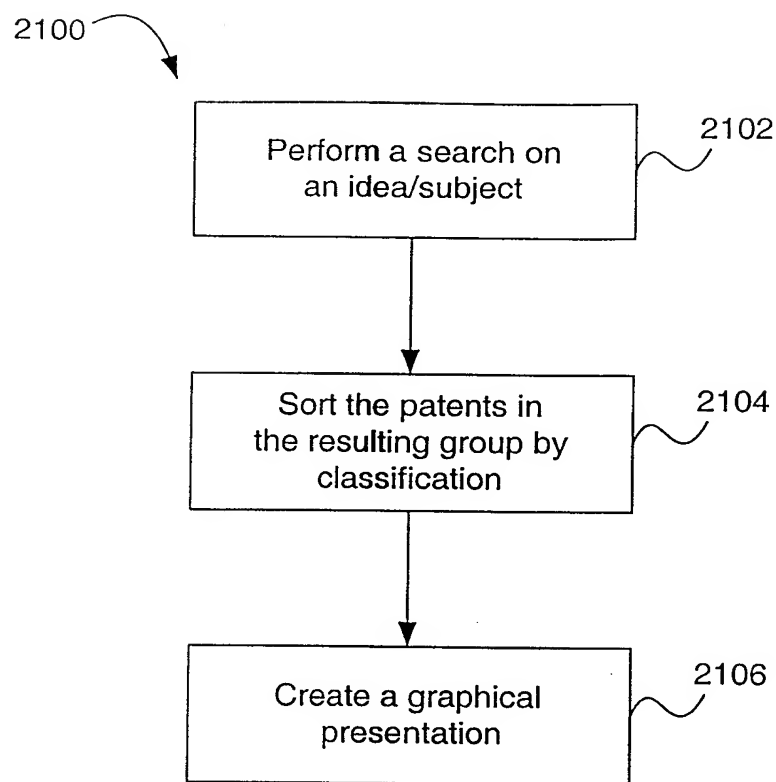 2100
Perform a search on
an idea/subject
2102
Sort the patents in
the resulting group by
classification
2104
Create a graphical
presentation
2106